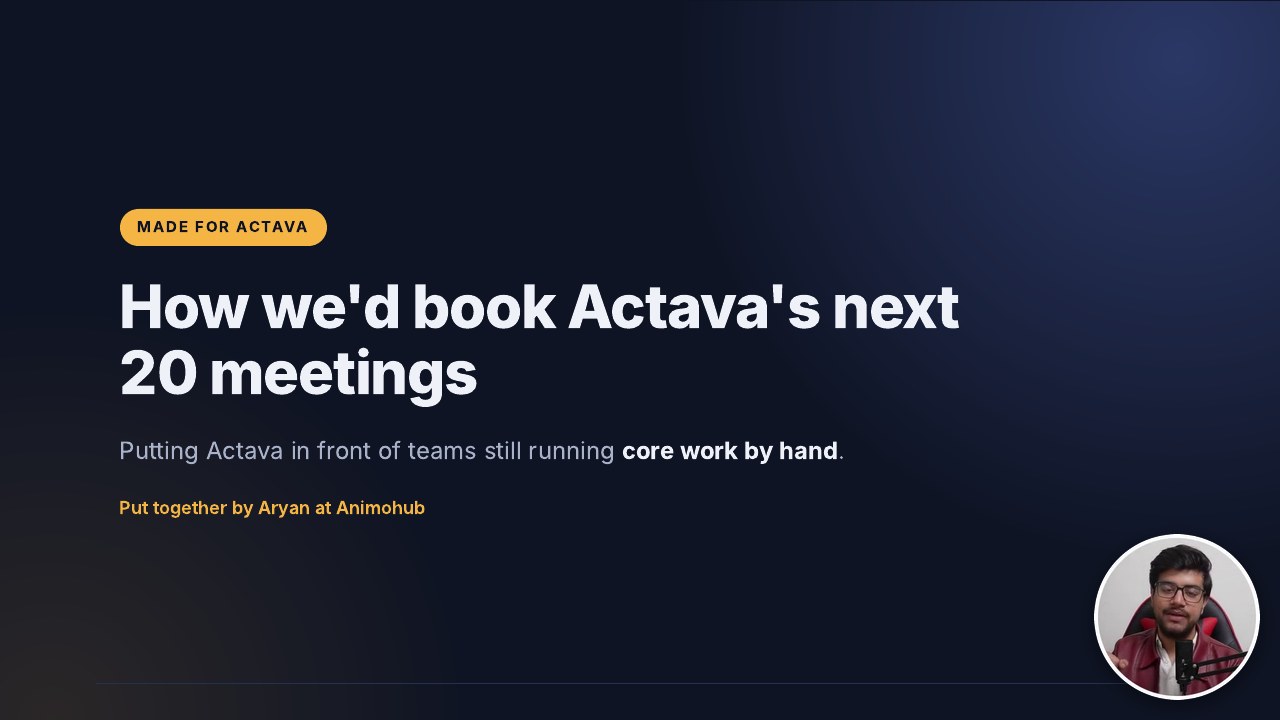 MADE FOR ACTAVA
How we'd book Actava's next
20 meetings
Putting Actava in front of teams still running core work by hand.
Put together by Aryan at Animohub